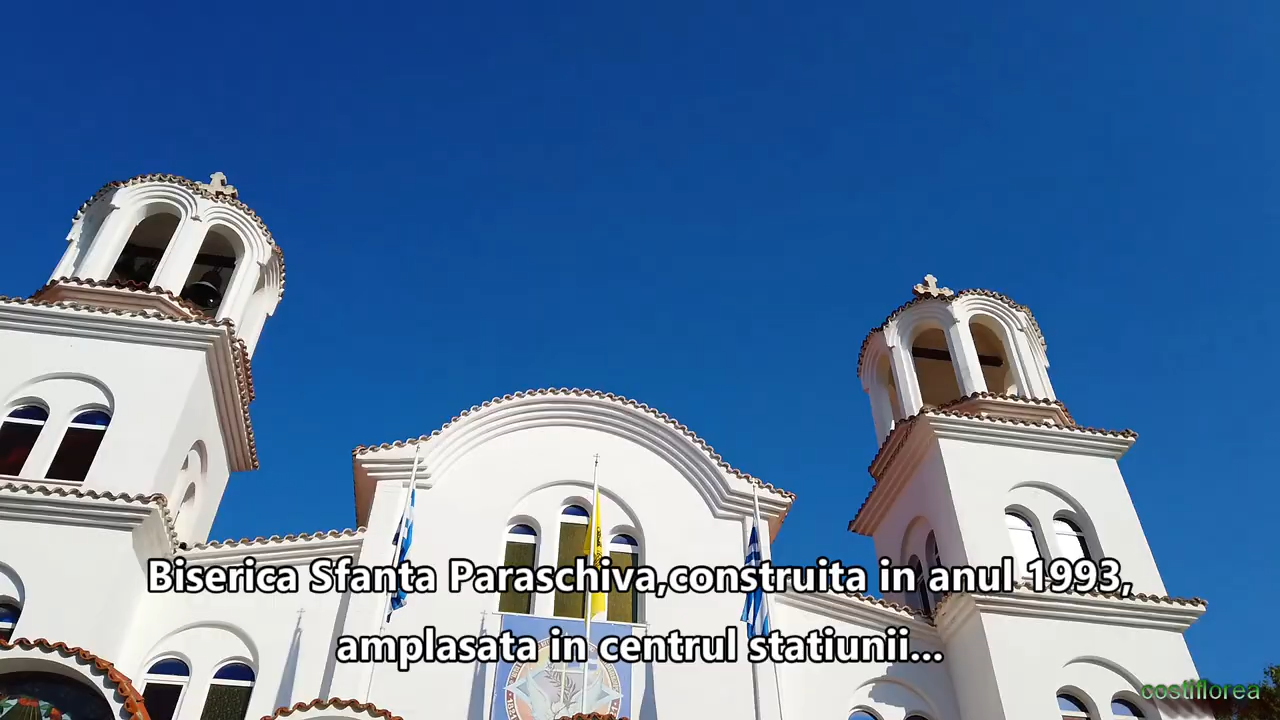 Biserica Sfanta Paraschiva,construita in anul 1993,
amplasata in centrul statiunii...
costiflorea